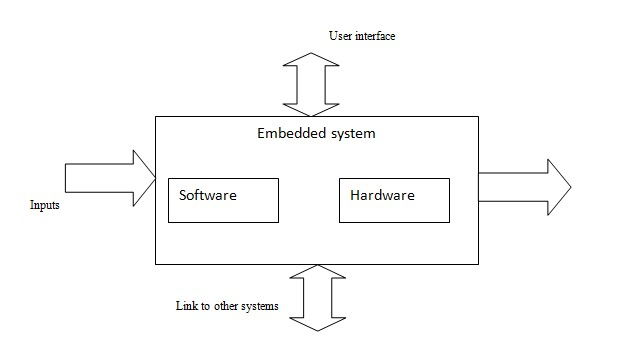 User interface
Embedded system
Software
Hardware
Inputs
Link to other systems